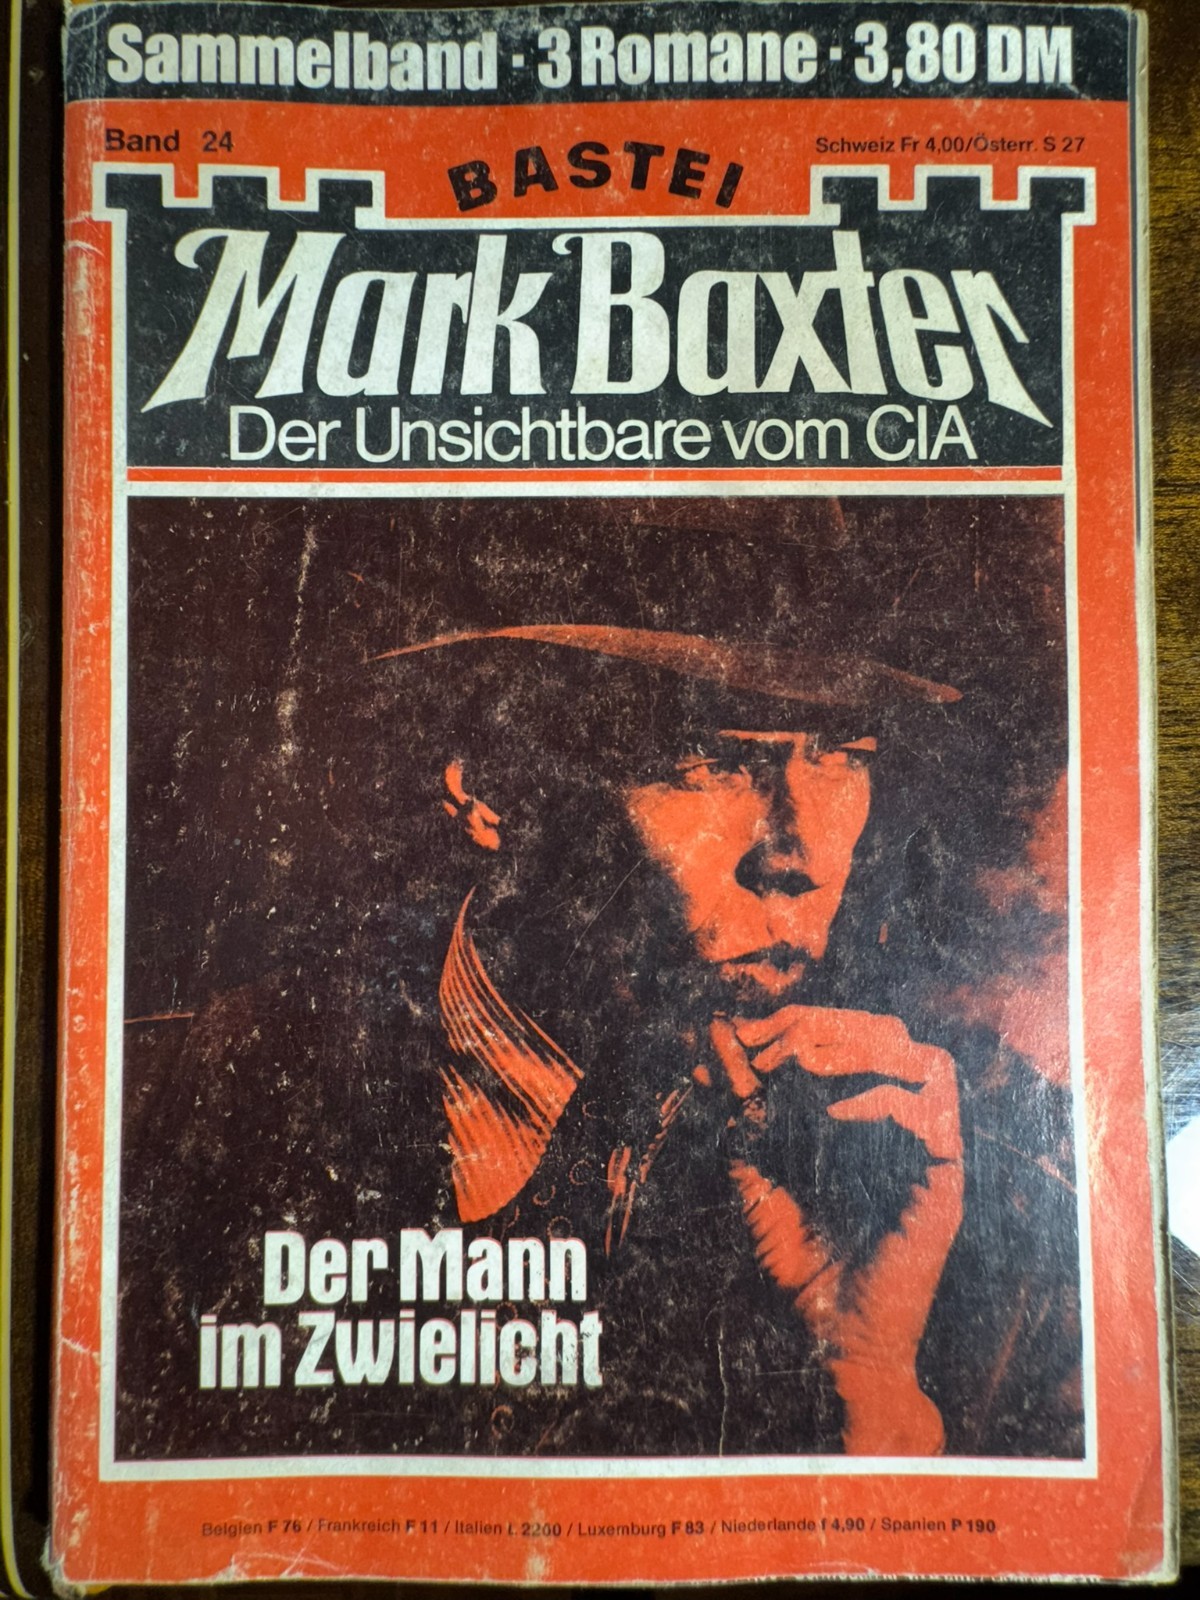 Sammelband · 3 Romane · 3,80 DM
Band 24
Schweiz Fr 4,00/Österr. S 27
BASTEI
Mark Baxter
Der Unsichtbare vom CIA
Der Mann
im Zwielicht
Belgien F 76 / Frankreich F 11 / Italien L 2200 / Luxemburg F 83 / Niederlande f 4,90 / Spanien P 190